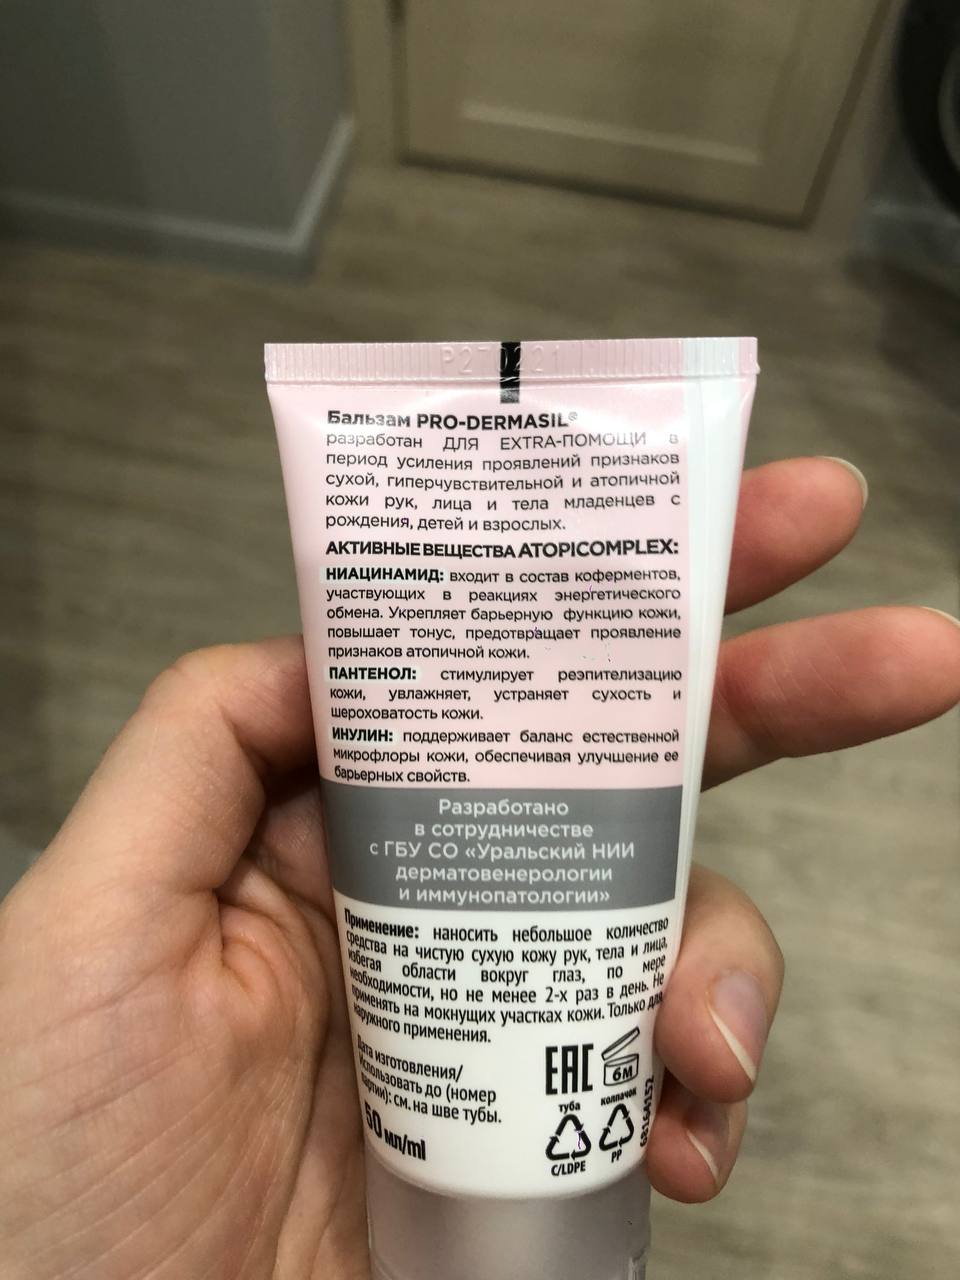 P270221
Бальзам PRO-DERMASIL®
разработан ДЛЯ EXTRA-ПОМОЩИ в
период усиления проявлений признаков
сухой, гиперчувствительной и атопичной
кожи рук, лица и тела младенцев с
рождения, детей и взрослых.
АКТИВНЫЕ ВЕЩЕСТВА ATOPICOMPLEX:
НИАЦИНАМИД: входит в состав коферментов,
участвующих в реакциях энергетического
обмена. Укрепляет барьерную функцию кожи,
повышает тонус, предотвращает проявление
признаков атопичной кожи.
ПАНТЕНОЛ: стимулирует реэпителизацию
кожи, увлажняет, устраняет сухость и
шероховатость кожи.
ИНУЛИН: поддерживает баланс естественной
микрофлоры кожи, обеспечивая улучшение ее
барьерных свойств.
Разработано
в сотрудничестве
с ГБУ СО «Уральский НИИ
дерматовенерологии
и иммунопатологии»
Применение: наносить небольшое количество
средства на чистую сухую кожу рук, тела и лица,
избегая области вокруг глаз, по мере
необходимости, но не менее 2-х раз в день. Не
применять на мокнущих участках кожи. Только для
наружного применения.
Дата изготовления/
Использовать до (номер
партии): см. на шве тубы.
50 мл/ml
EAC
6М
туба
C/LDPE
колпачок
PP
68164152